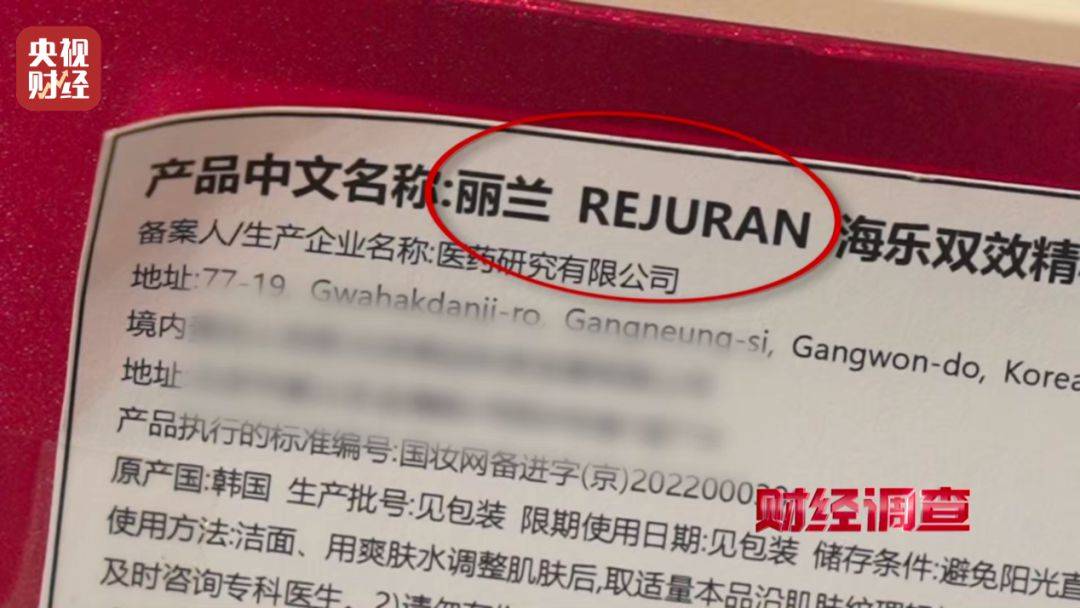 央视
财经
产品中文名称:丽兰 REJURAN 海乐双效精
备案人/生产企业名称:医药研究有限公司
地址:77-19, Gwahakdanji-ro, Gangneung-si, Gangwon-do, Korea
境内
地址
产品执行的标准编号:国妆网备进字(京)202200030
原产国:韩国 生产批号:见包装 限期使用日期:见包装 储存条件:避免阳光直
使用方法:洁面、用爽肤水调整肌肤后,取适量本品沿肌肤纹理
及时咨询专科医生。2)请勿
财经调查